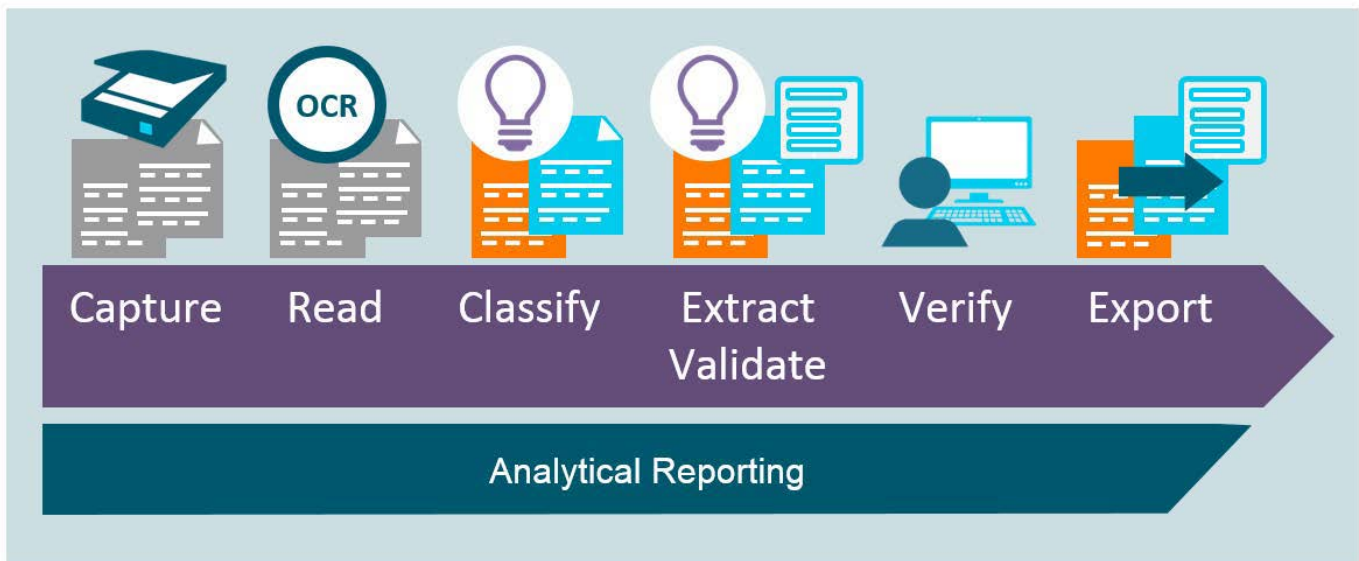 OCR
Capture
Read
Classify
Extract
Validate
Verify
Export
Analytical Reporting